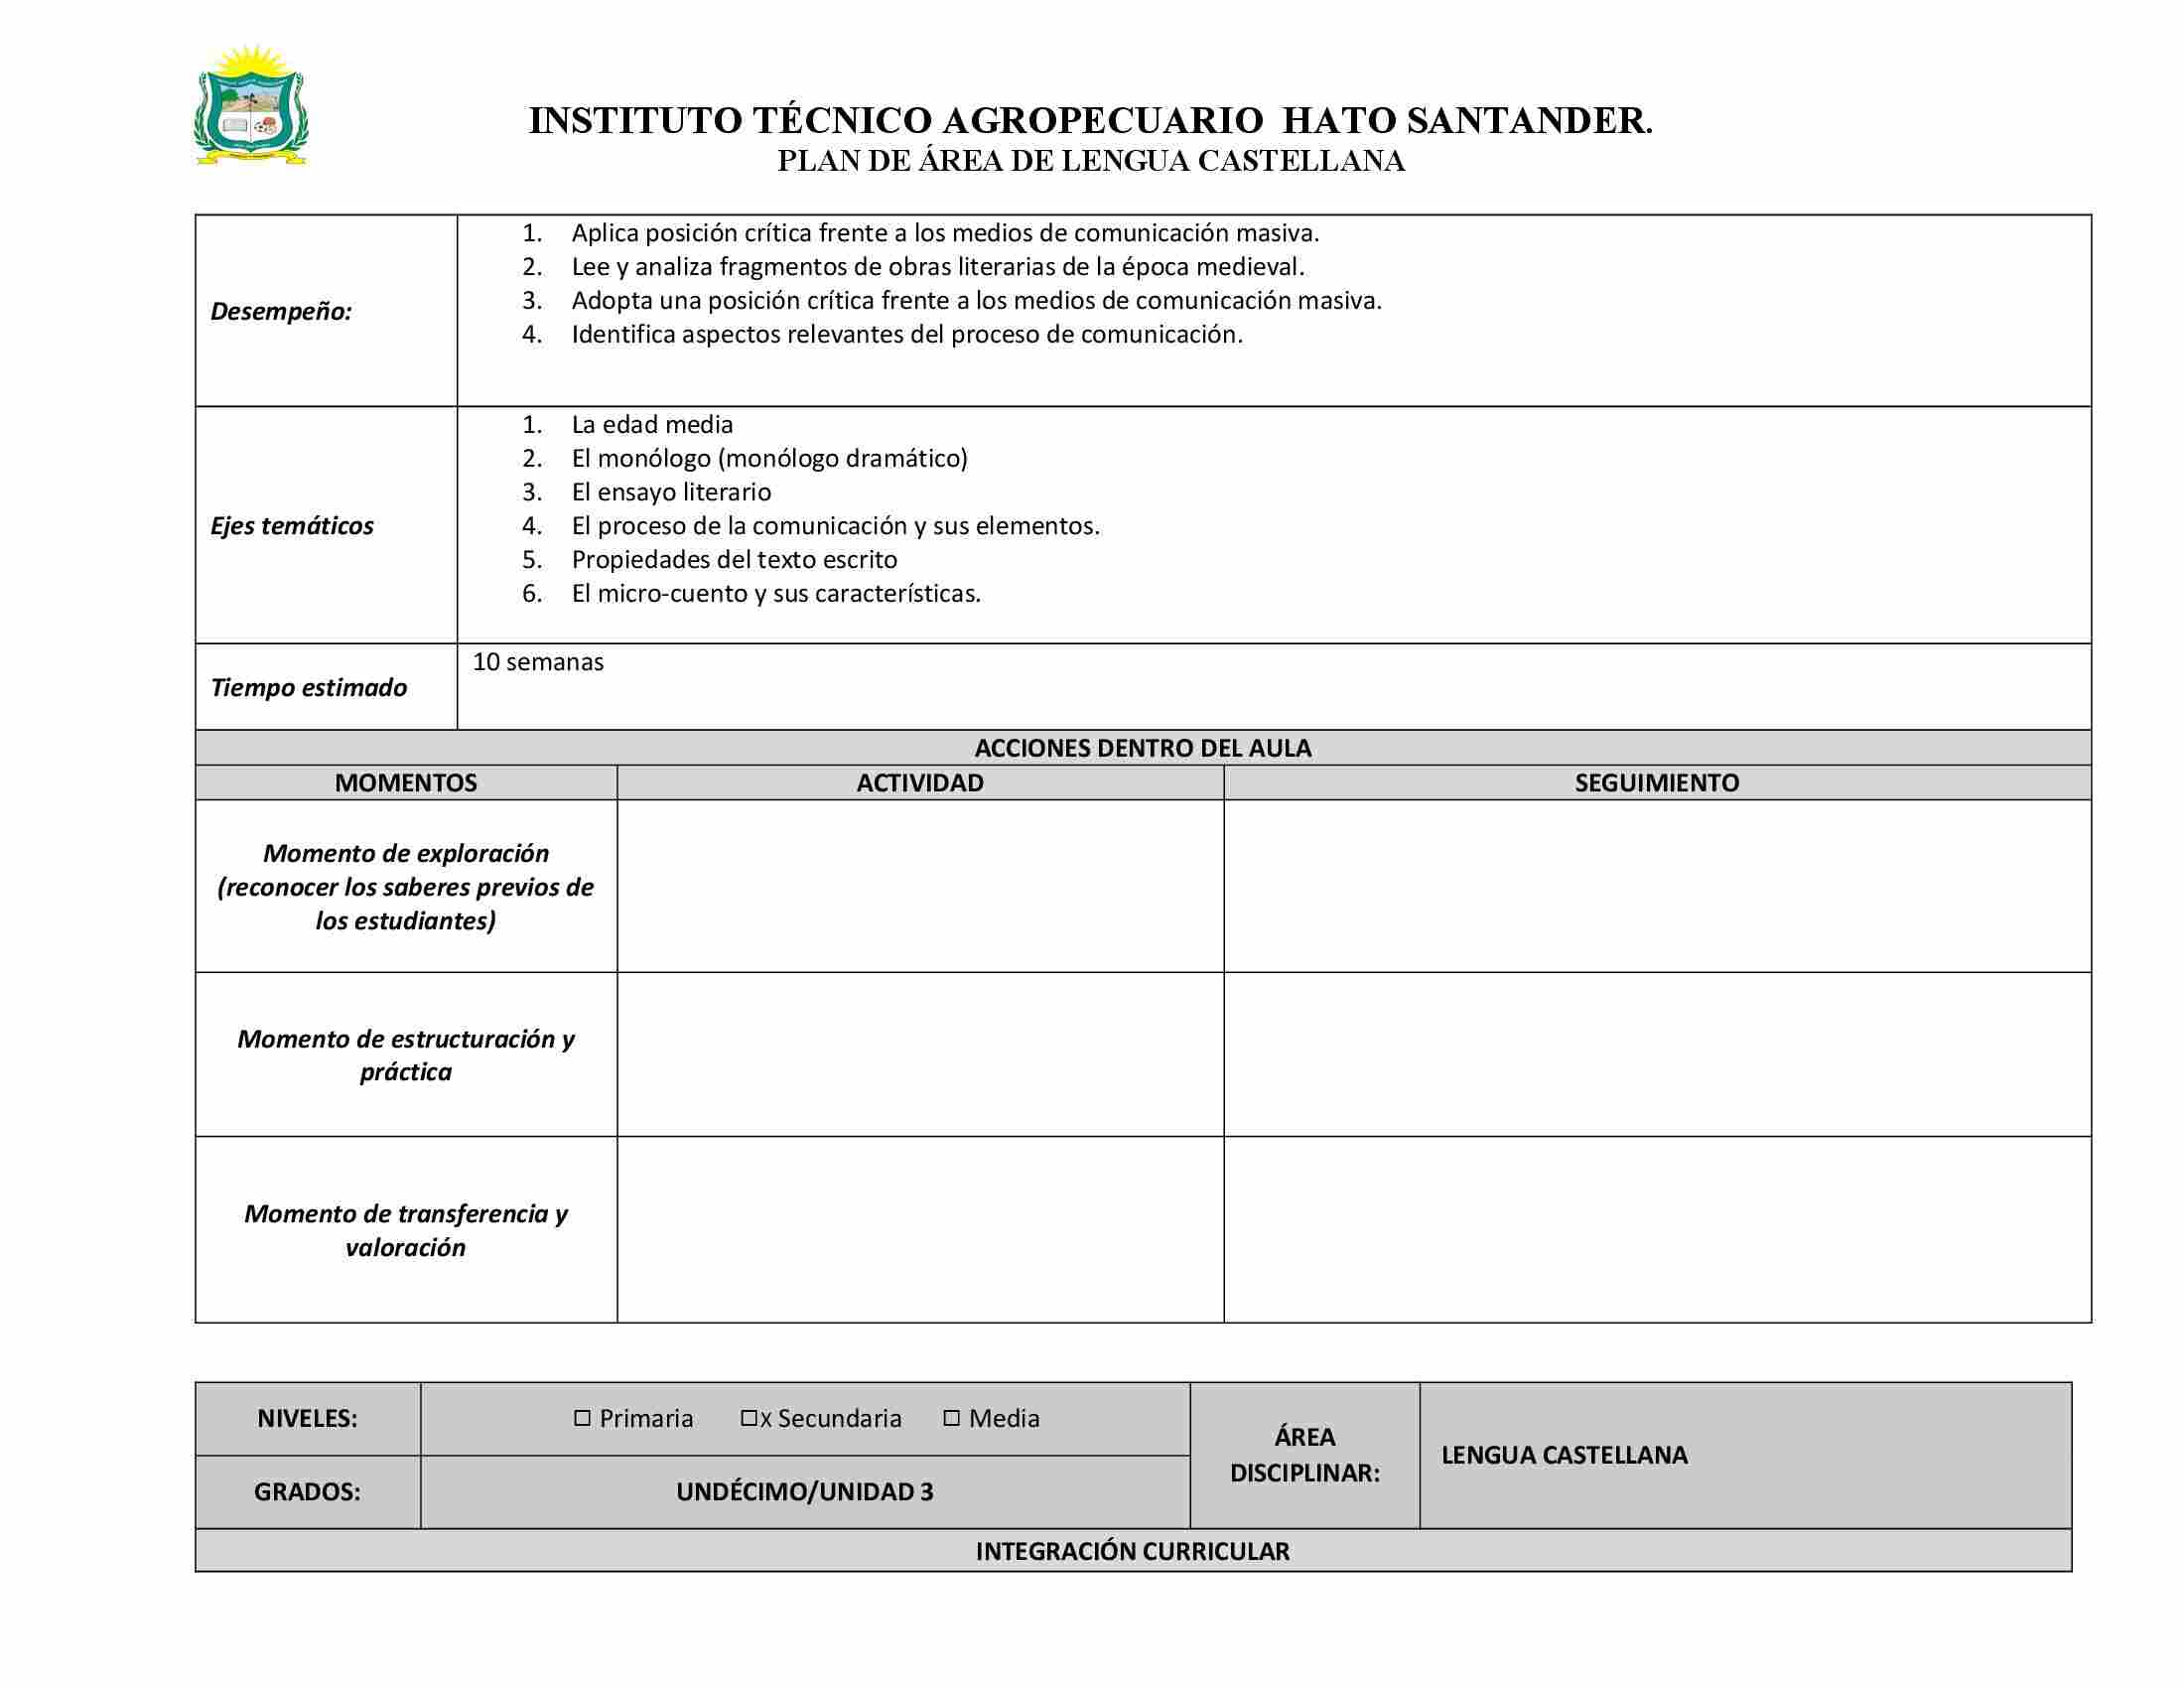 INSTITUTO TÉCNICO AGROPECUARIO HATO SANTANDER.
PLAN DE ÁREA DE LENGUA CASTELLANA
Desempeño:
1. Aplica posición crítica frente a los medios de comunicación masiva.
2. Lee y analiza fragmentos de obras literarias de la época medieval.
3. Adopta una posición crítica frente a los medios de comunicación masiva.
4. Identifica aspectos relevantes del proceso de comunicación.
Ejes temáticos
1. La edad media
2. El monólogo (monólogo dramático)
3. El ensayo literario
4. El proceso de la comunicación y sus elementos.
5. Propiedades del texto escrito
6. El micro-cuento y sus características.
Tiempo estimado
10 semanas
ACCIONES DENTRO DEL AULA
MOMENTOS ACTIVIDAD SEGUIMIENTO
Momento de exploración
(reconocer los saberes previos de
los estudiantes)
Momento de estructuración y
práctica
Momento de transferencia y
valoración
NIVELES: □ Primaria □x Secundaria □ Media
GRADOS: UNDÉCIMO/UNIDAD 3
ÁREA
DISCIPLINAR:
LENGUA CASTELLANA
INTEGRACIÓN CURRICULAR